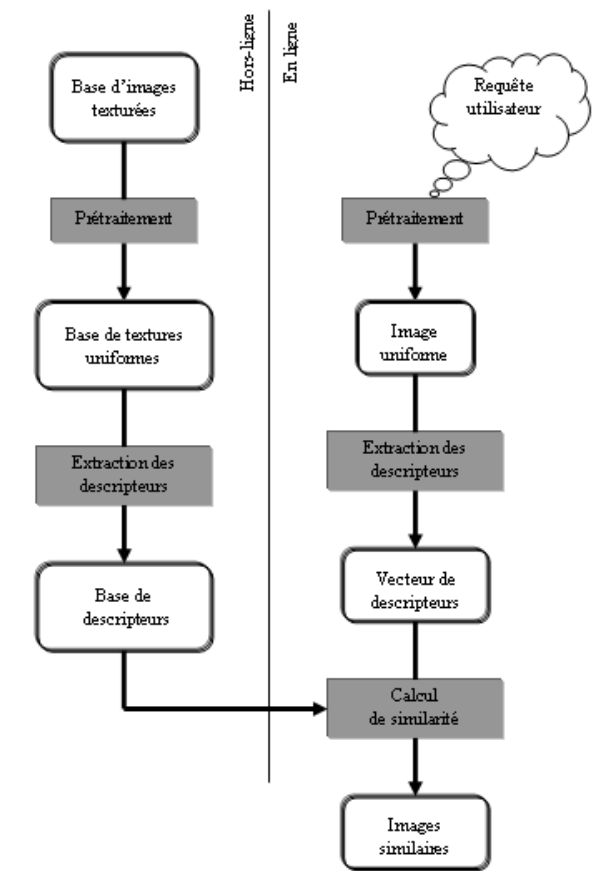 Hors-ligne
En ligne
Base d'images
texturées
Prétraitement
Base de textures
uniformes
Extraction des
descripteurs
Base de
descripteurs
Requête
utilisateur
Prétraitement
Image
uniforme
Extraction des
descripteurs
Vecteur de
descripteurs
Calcul
de similarité
Images
similaires